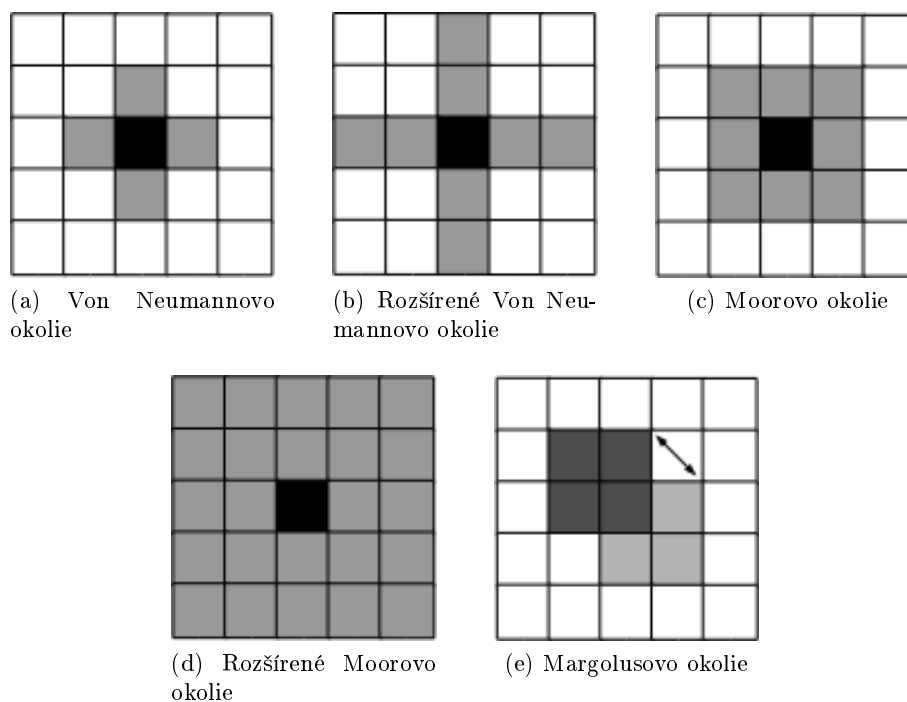 (a) Von Neumannovo
okolie
(b) Rozšírené Von Neu-
mannovo okolie
(c) Moorovo okolie
(d) Rozšírené Moorovo
okolie
(e) Margolusovo okolie